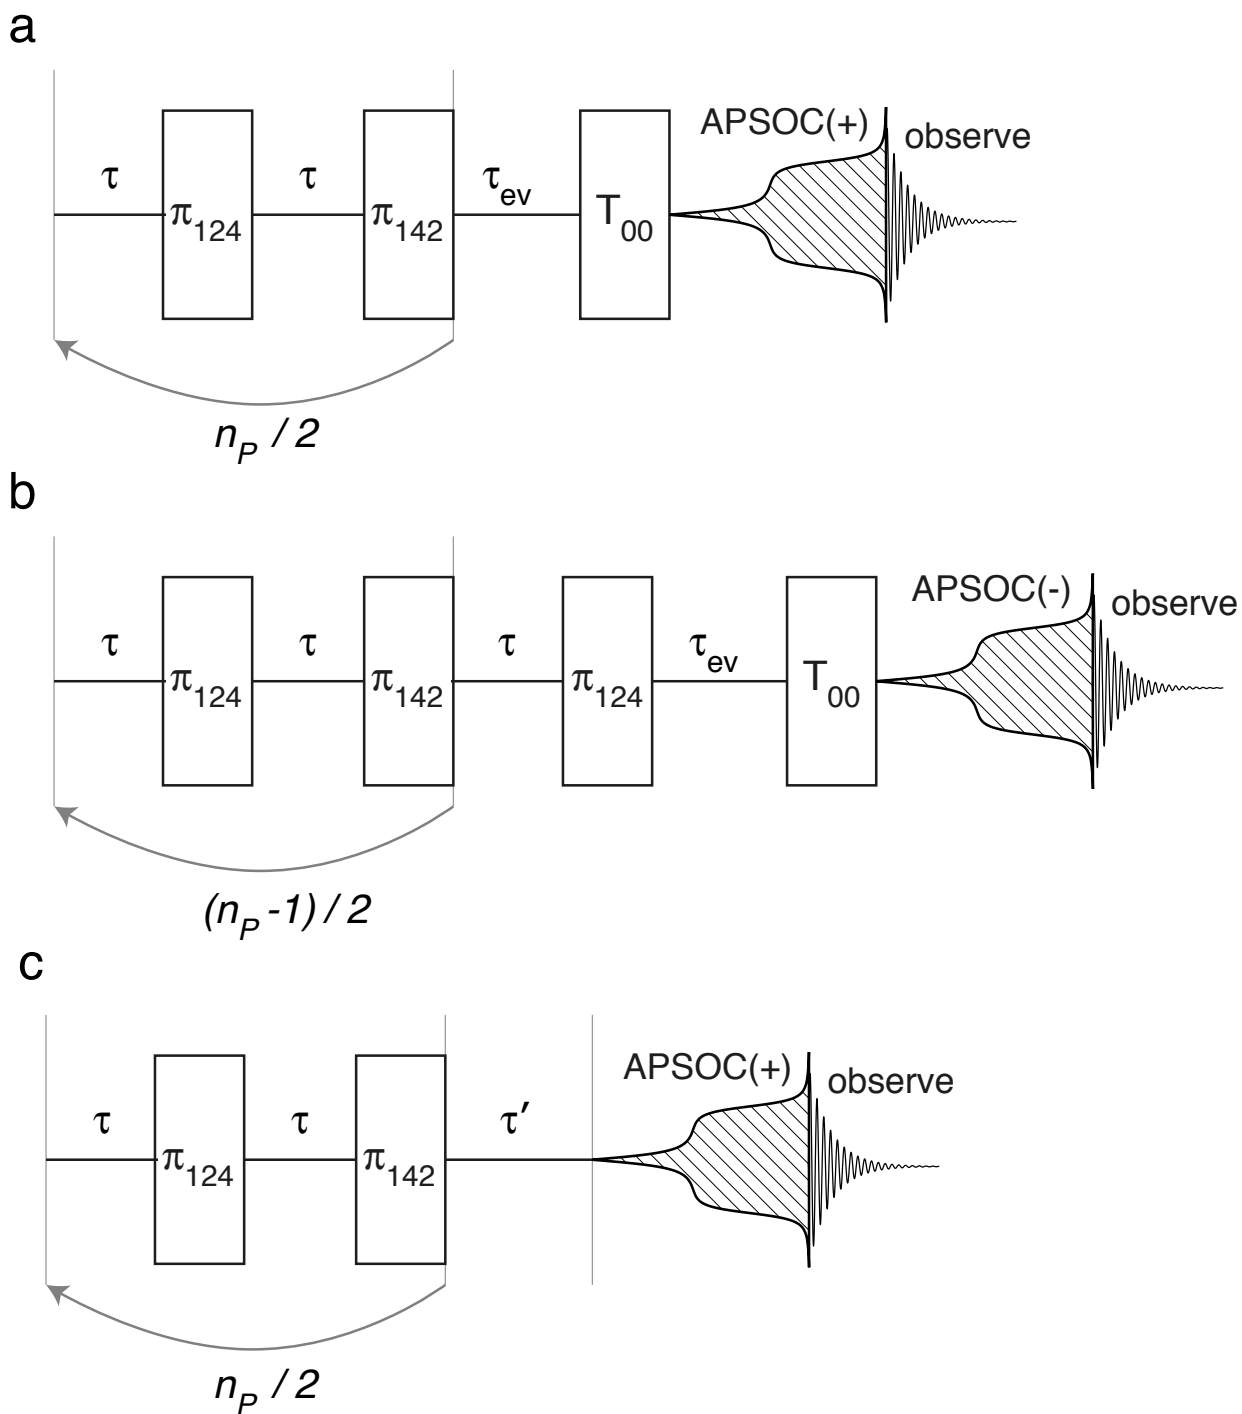 a
APSOC(+) observe
τ τ τev
π124 π142 T00
nP / 2
b
APSOC(-) observe
τ τ τ τev
π124 π142 π124 T00
(nP -1) / 2
c
APSOC(+) observe
τ τ τ′
π124 π142
nP / 2